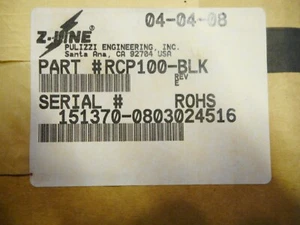 Z-LINE 04-04-08
PULIZZI ENGINEERING, INC.
Santa Ana, CA 92704 USA
PART #RCP100-BLK
REV
E
SERIAL # ROHS
151370-0803024516